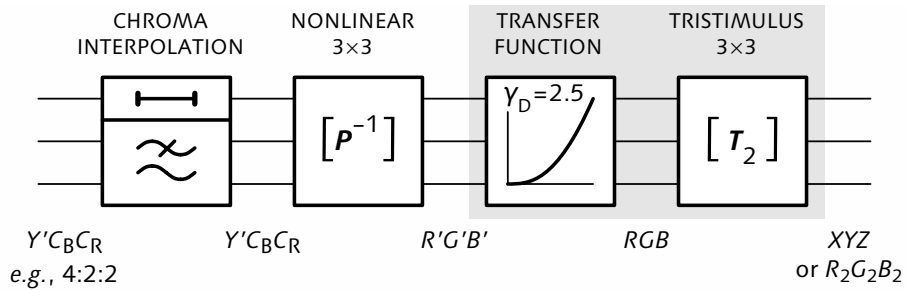 CHROMA
INTERPOLATION
NONLINEAR
3×3
TRANSFER
FUNCTION
TRISTIMULUS
3×3
[P⁻¹]
γD=2.5
[T₂]
Y'CBCR
e.g., 4:2:2
Y'CBCR
R'G'B'
RGB
XYZ
or R₂G₂B₂